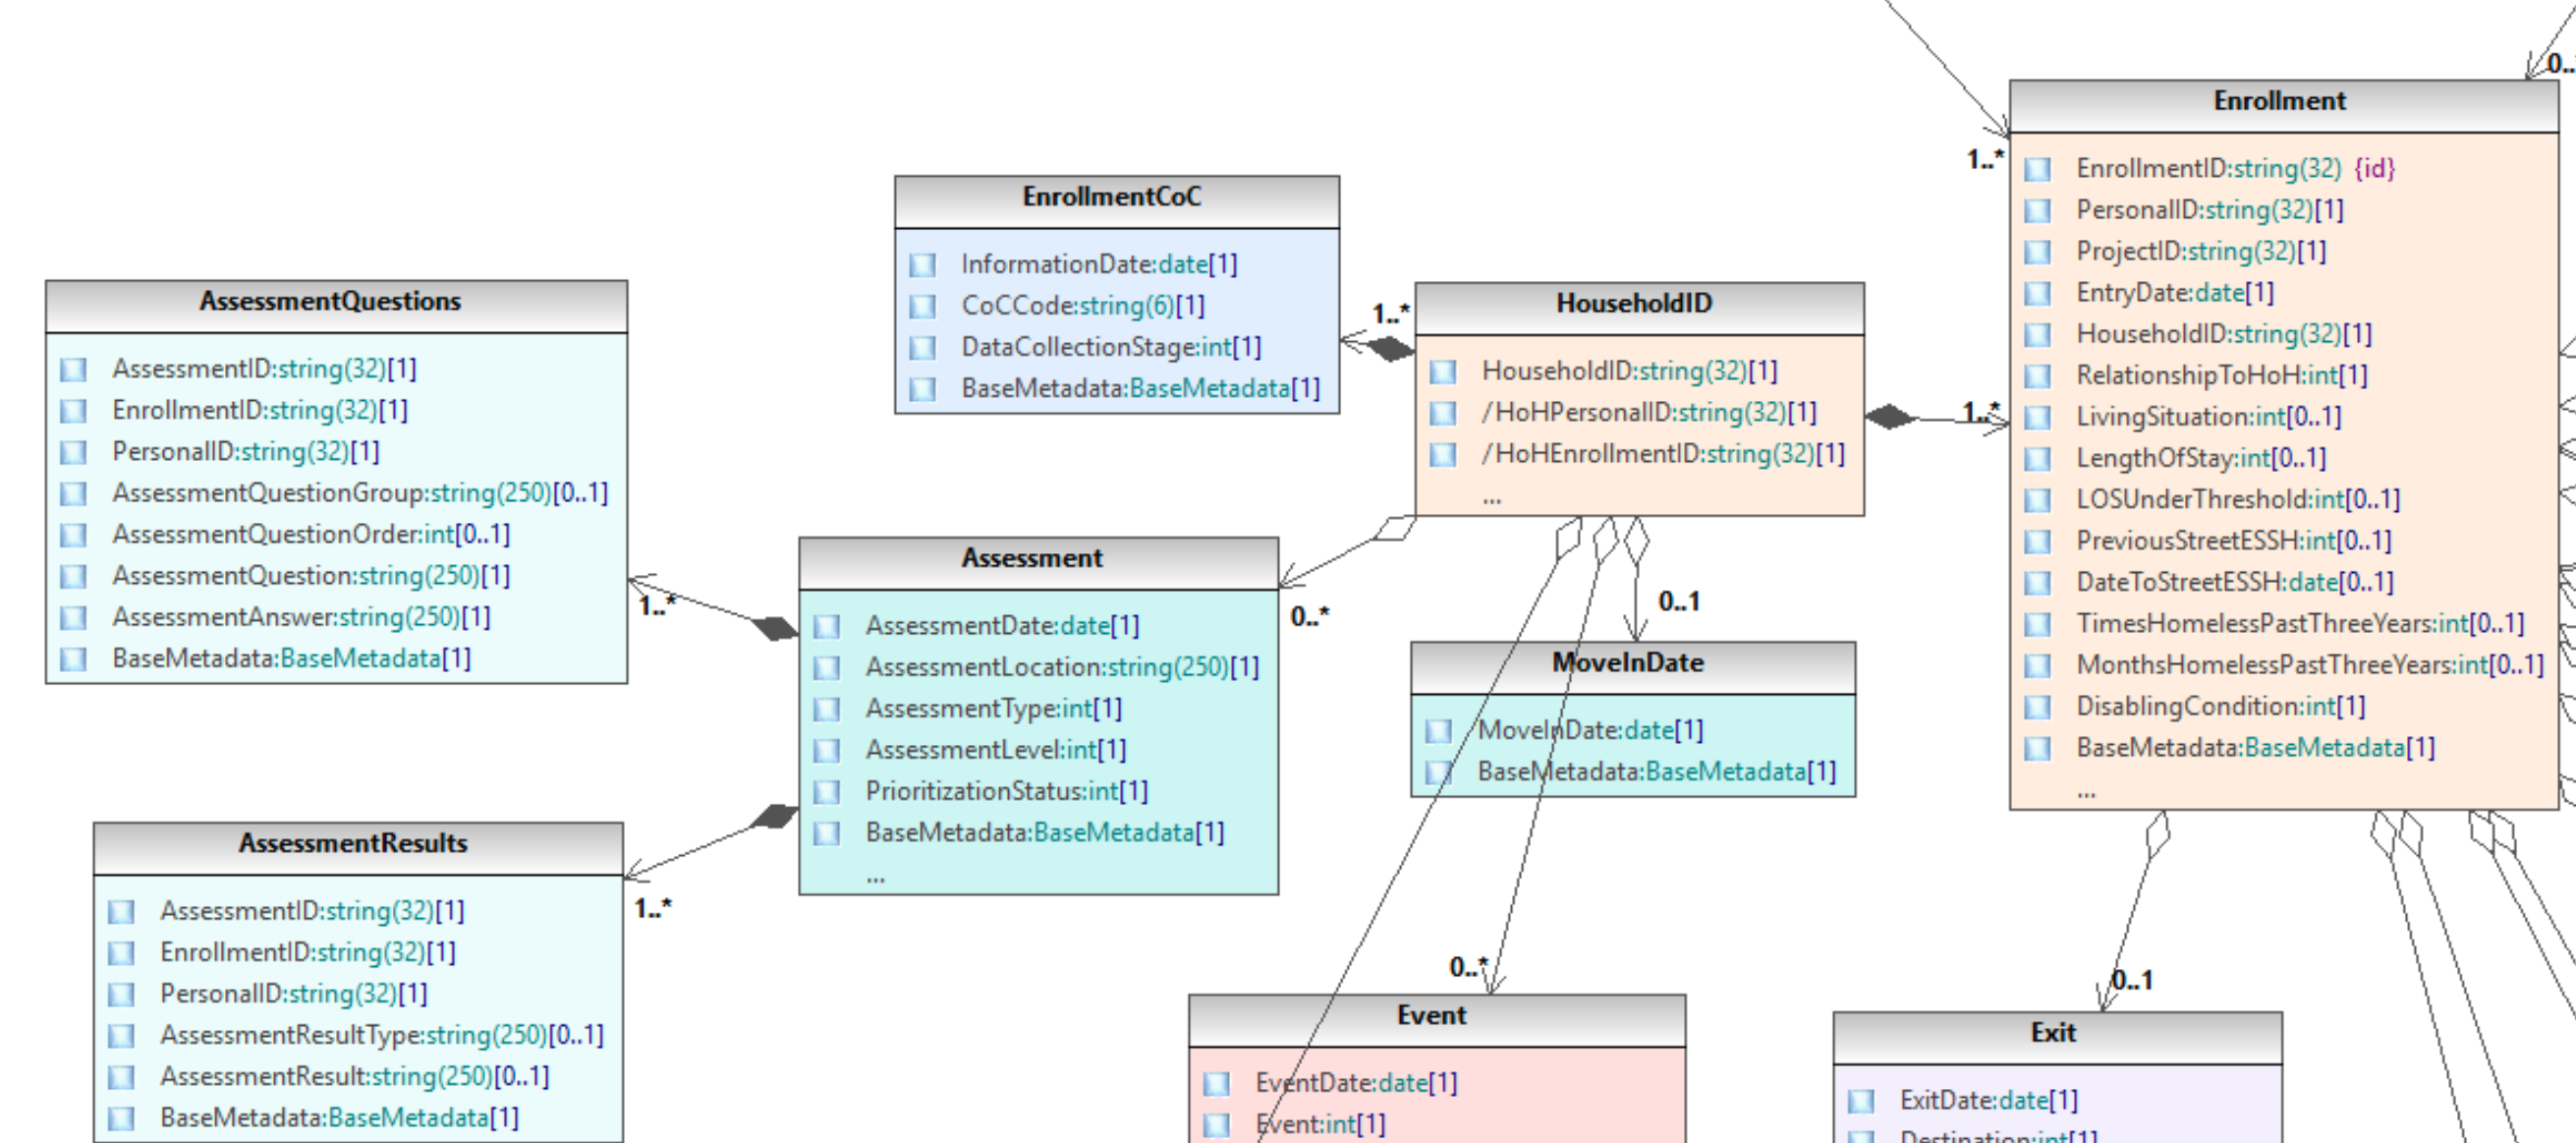 0..
Enrollment
EnrollmentID:string(32) {id}
PersonalID:string(32)[1]
ProjectID:string(32)[1]
EntryDate:date[1]
HouseholdID:string(32)[1]
RelationshipToHoH:int[1]
LivingSituation:int[0..1]
LengthOfStay:int[0..1]
LOSUnderThreshold:int[0..1]
PreviousStreetESSH:int[0..1]
DateToStreetESSH:date[0..1]
TimesHomelessPastThreeYears:int[0..1]
MonthsHomelessPastThreeYears:int[0..1]
DisablingCondition:int[1]
BaseMetadata:BaseMetadata[1]
...
1..*
EnrollmentCoC
InformationDate:date[1]
CoCCode:string(6)[1]
DataCollectionStage:int[1]
BaseMetadata:BaseMetadata[1]
1..*
HouseholdID
HouseholdID:string(32)[1]
/HoHPersonalID:string(32)[1]
/HoHEnrollmentID:string(32)[1]
...
1..*
AssessmentQuestions
AssessmentID:string(32)[1]
EnrollmentID:string(32)[1]
PersonalID:string(32)[1]
AssessmentQuestionGroup:string(250)[0..1]
AssessmentQuestionOrder:int[0..1]
AssessmentQuestion:string(250)[1]
AssessmentAnswer:string(250)[1]
BaseMetadata:BaseMetadata[1]
1..*
Assessment
AssessmentDate:date[1]
AssessmentLocation:string(250)[1]
AssessmentType:int[1]
AssessmentLevel:int[1]
PrioritizationStatus:int[1]
BaseMetadata:BaseMetadata[1]
...
0..*
0..1
MoveInDate
MoveInDate:date[1]
BaseMetadata:BaseMetadata[1]
AssessmentResults
AssessmentID:string(32)[1]
EnrollmentID:string(32)[1]
PersonalID:string(32)[1]
AssessmentResultType:string(250)[0..1]
AssessmentResult:string(250)[0..1]
BaseMetadata:BaseMetadata[1]
1..*
0..*
Event
EventDate:date[1]
Event:int[1]
0..1
Exit
ExitDate:date[1]
Destination:int[1]